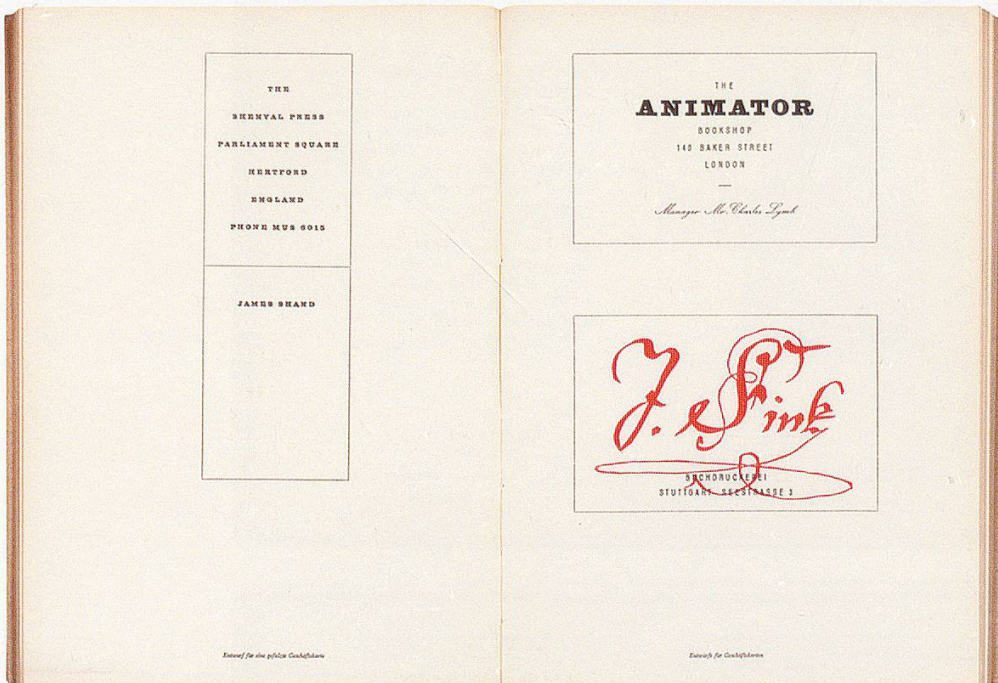 THE
SHENVAL PRESS
PARLIAMENT SQUARE
HERTFORD
ENGLAND
PHONE MUS 6015
JAMES SHAND
Entwurf für eine gefalzte Geschäftskarte
THE
ANIMATOR
BOOKSHOP
140 BAKER STREET
LONDON
Manager Mr. Charles Lymb
J. e Fink
BUCHDRUCKEREI
STUTTGART SEESTRASSE 3
Entwürfe für Geschäftskarten